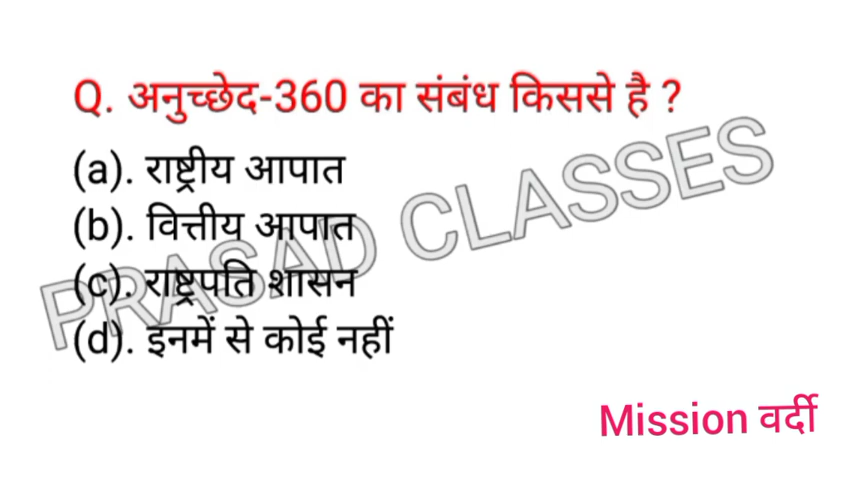 Q. अनुच्छेद-360 का संबंध किससे है ?
(a). राष्ट्रीय आपात
(b). वित्तीय आपात
(c). राष्ट्रपति शासन
(d). इनमें से कोई नहीं
PRASAD CLASSES
Mission वर्दी